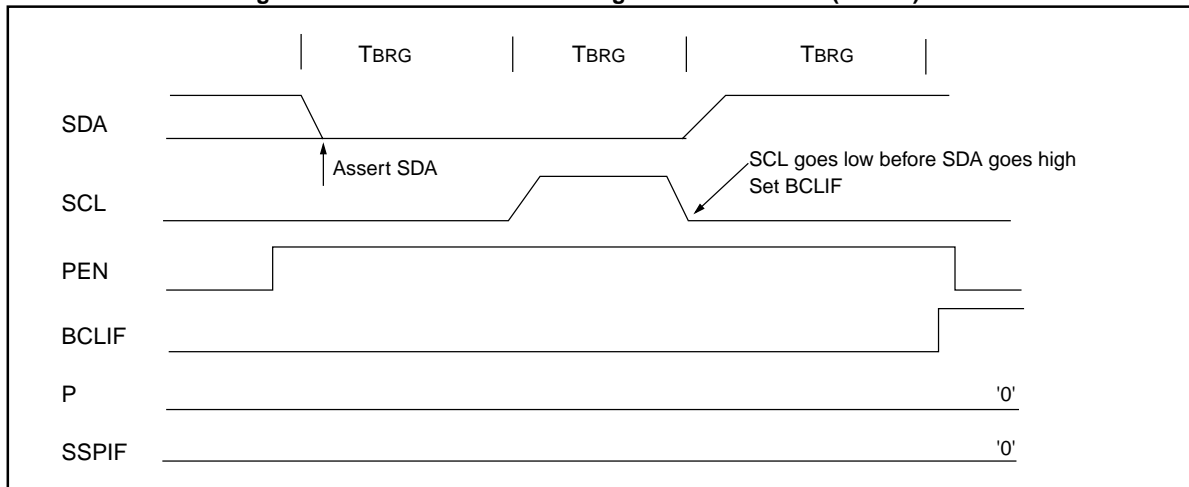 TBRG TBRG TBRG
SDA
Assert SDA
SCL goes low before SDA goes high
Set BCLIF
SCL
PEN
BCLIF
P '0'
SSPIF '0'